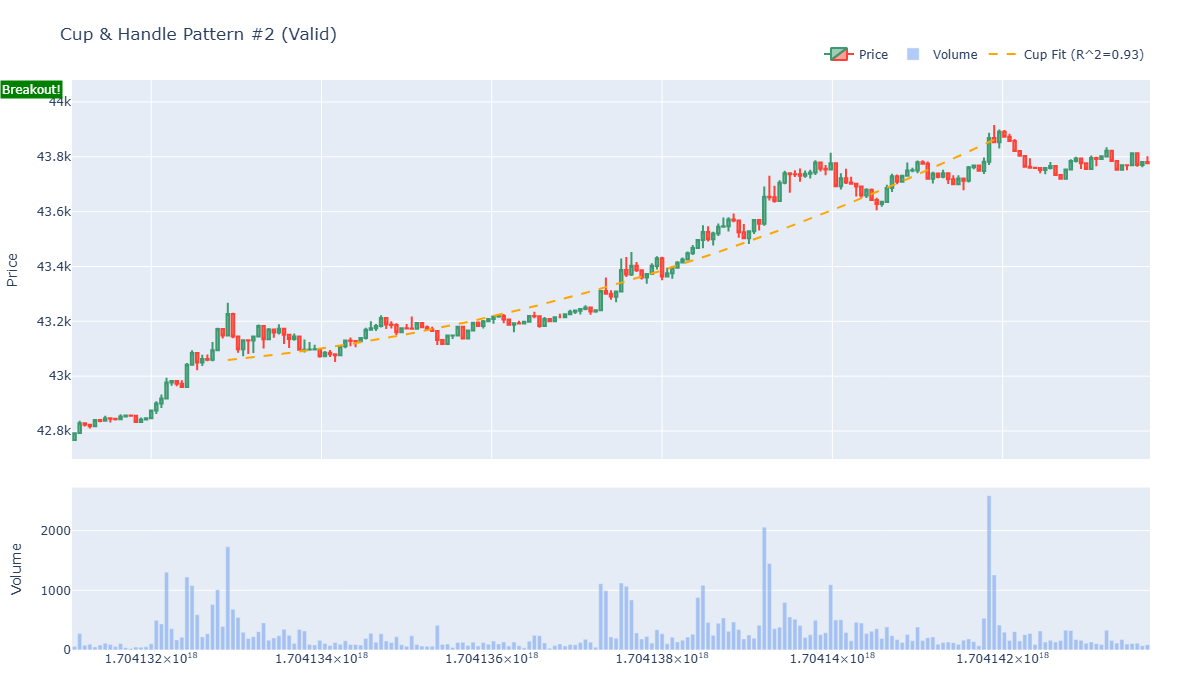 Cup & Handle Pattern #2 (Valid)
Price
Volume
Cup Fit (R^2=0.93)
Breakout!
44k
43.8k
43.6k
43.4k
43.2k
43k
42.8k
Price
2000
1000
0
Volume
1.704132×10¹⁸
1.704134×10¹⁸
1.704136×10¹⁸
1.704138×10¹⁸
1.70414×10¹⁸
1.704142×10¹⁸